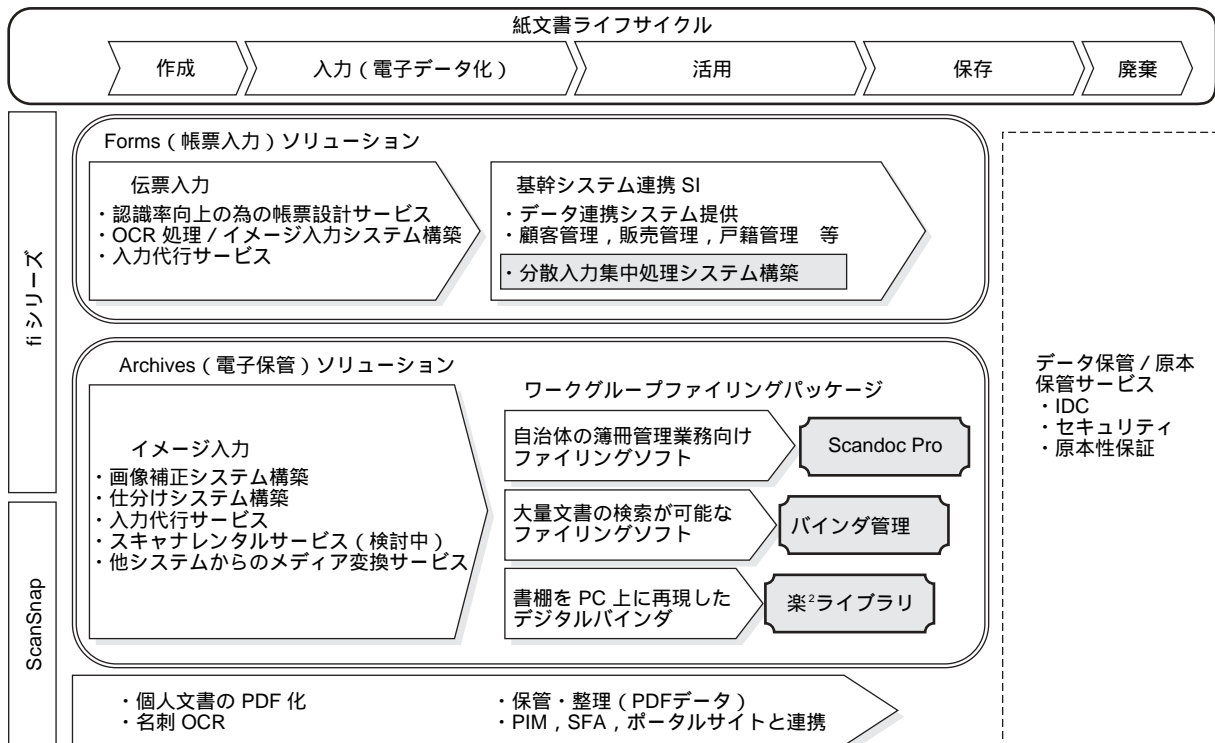 紙文書ライフサイクル
作成
入力（電子データ化）
活用
保存
廃棄
fi シリーズ
ScanSnap
Forms（帳票入力）ソリューション
伝票入力
・認識率向上の為の帳票設計サービス
・OCR 処理 / イメージ入力システム構築
・入力代行サービス
基幹システム連携 SI
・データ連携システム提供
・顧客管理，販売管理，戸籍管理　等
・分散入力集中処理システム構築
Archives（電子保管）ソリューション
イメージ入力
・画像補正システム構築
・仕分けシステム構築
・入力代行サービス
・スキャナレンタルサービス（検討中）
・他システムからのメディア変換サービス
ワークグループファイリングパッケージ
自治体の簿冊管理業務向け
ファイリングソフト
Scandoc Pro
大量文書の検索が可能な
ファイリングソフト
バインダ管理
書棚を PC 上に再現した
デジタルバインダ
楽²ライブラリ
・個人文書の PDF 化
・名刺 OCR
・保管・整理（PDFデータ）
・PIM，SFA，ポータルサイトと連携
データ保管 / 原本
保管サービス
・IDC
・セキュリティ
・原本性保証